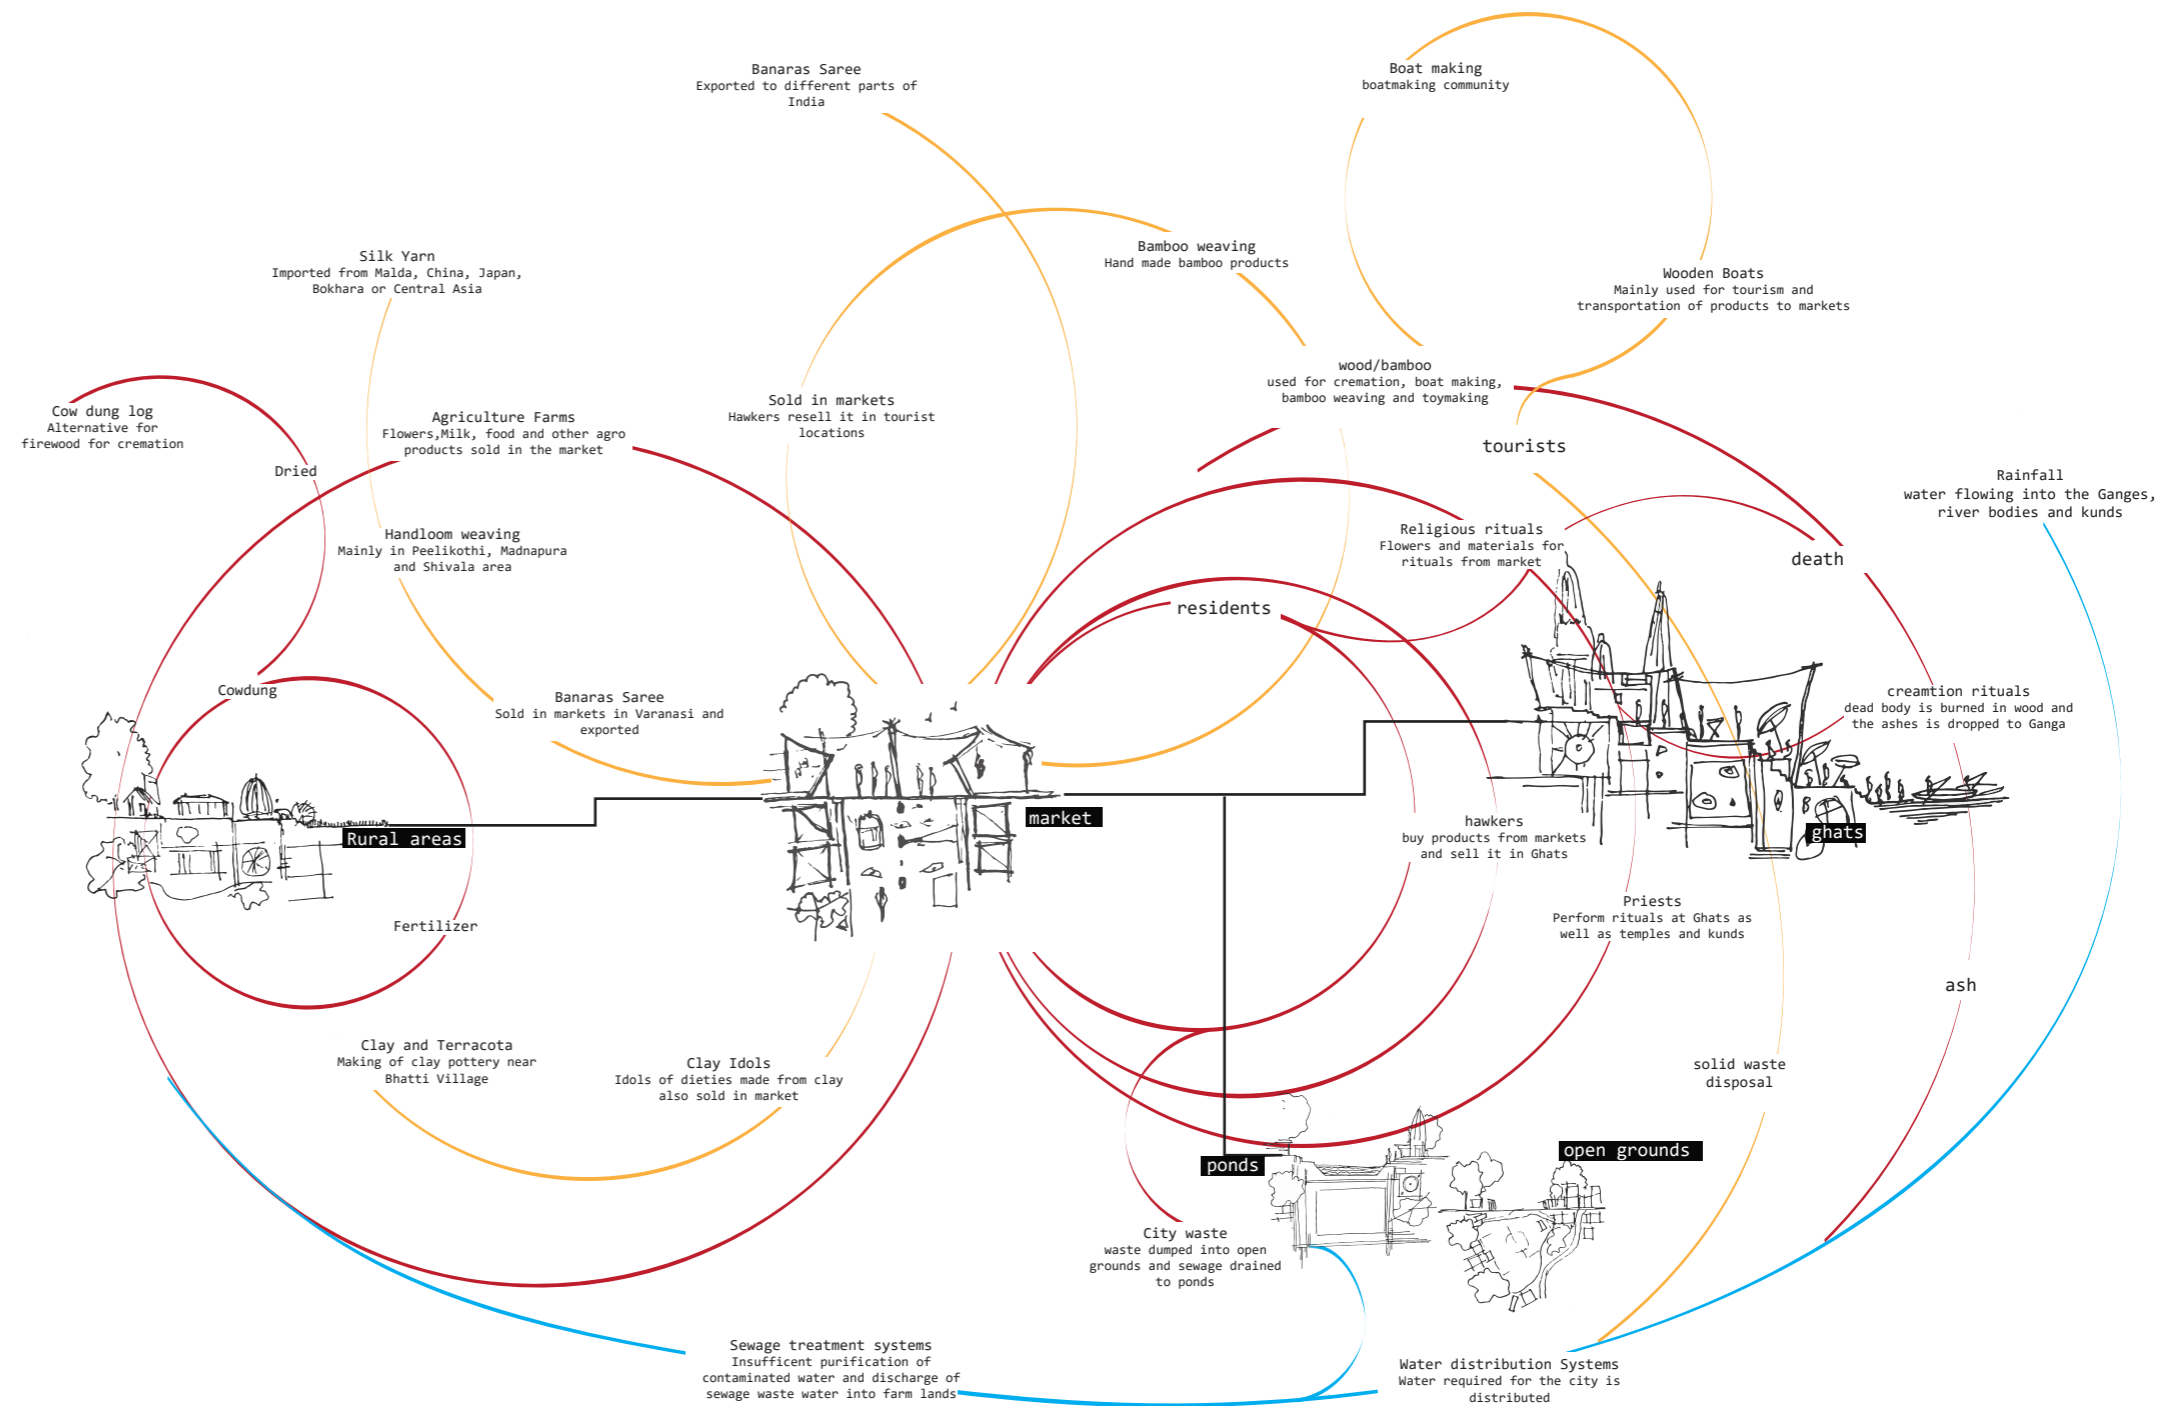 Banaras Saree
Exported to different parts of
India
Boat making
boatmaking community
Silk Yarn
Imported from Malda, China, Japan,
Bokhara or Central Asia
Bamboo weaving
Hand made bamboo products
Wooden Boats
Mainly used for tourism and
transportation of products to markets
Cow dung log
Alternative for
firewood for cremation
Dried
Agriculture Farms
Flowers,Milk, food and other agro
products sold in the market
Sold in markets
Hawkers resell it in tourist
locations
wood/bamboo
used for cremation, boat making,
bamboo weaving and toymaking
tourists
Rainfall
water flowing into the Ganges,
river bodies and kunds
Handloom weaving
Mainly in Peelikothi, Madnapura
and Shivala area
Religious rituals
Flowers and materials for
rituals from market
death
residents
Cowdung
Banaras Saree
Sold in markets in Varanasi and
exported
creamtion rituals
dead body is burned in wood and
the ashes is dropped to Ganga
Rural areas
market
hawkers
buy products from markets
and sell it in Ghats
ghats
Fertilizer
Priests
Perform rituals at Ghats as
well as temples and kunds
ash
Clay and Terracota
Making of clay pottery near
Bhatti Village
Clay Idols
Idols of dieties made from clay
also sold in market
solid waste
disposal
ponds
open grounds
City waste
waste dumped into open
grounds and sewage drained
to ponds
Sewage treatment systems
Insufficent purification of
contaminated water and discharge of
sewage waste water into farm lands
Water distribution Systems
Water required for the city is
distributed